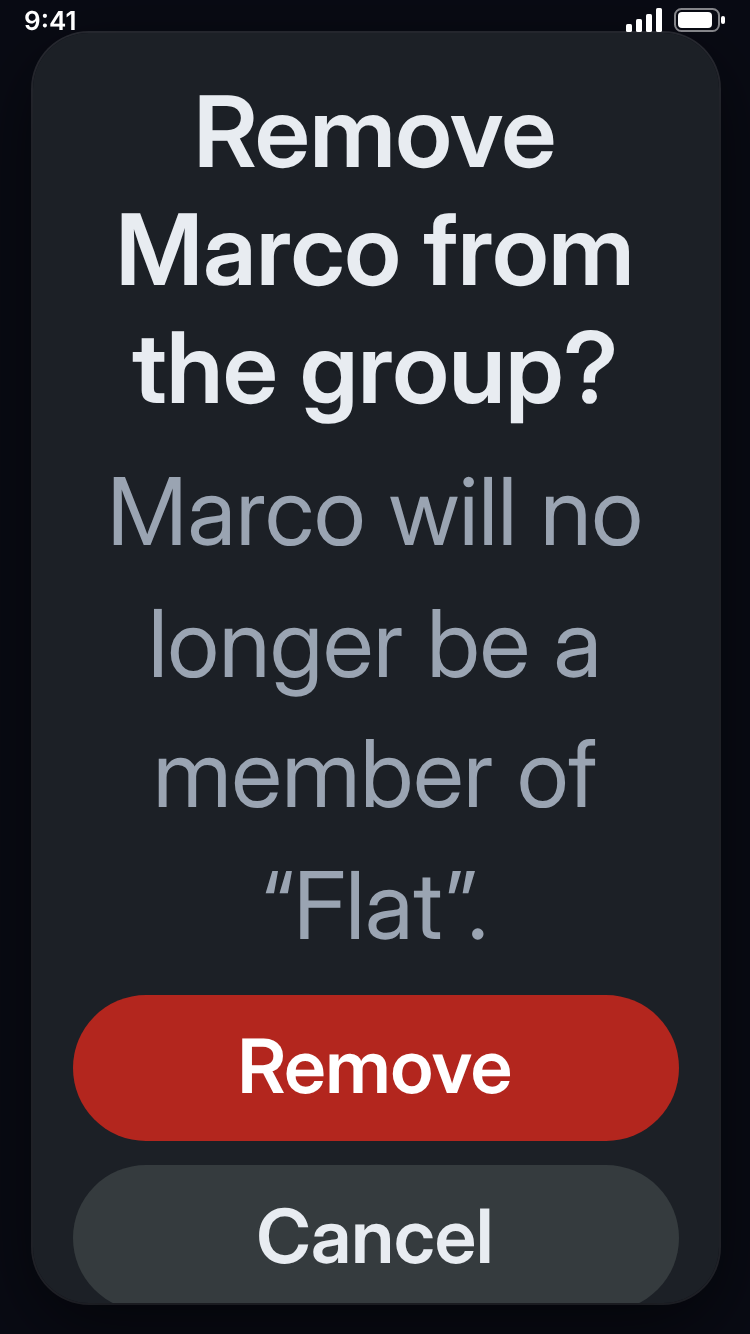 9:41
Remove
Marco from
the group?
Marco will no
longer be a
member of
“Flat”.
Remove
Cancel